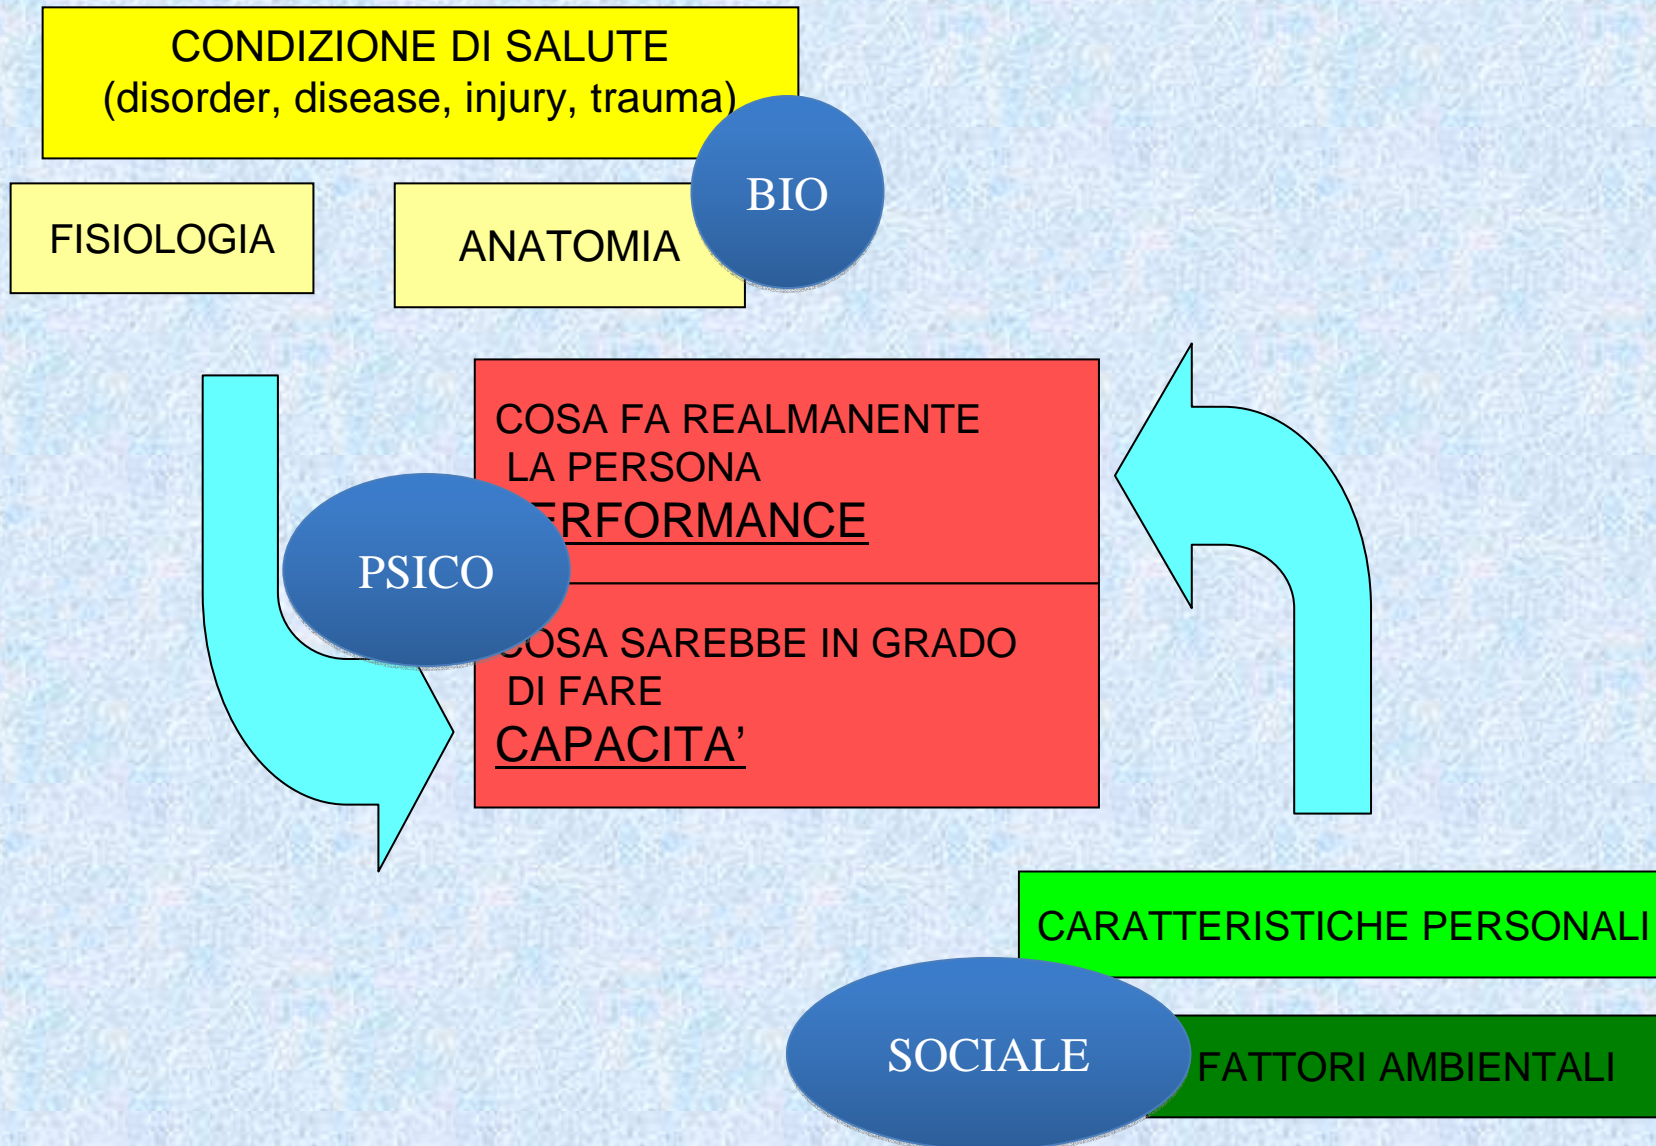 CONDIZIONE DI SALUTE
(disorder, disease, injury, trauma)
BIO
FISIOLOGIA
ANATOMIA
COSA FA REALMANENTE
LA PERSONA
ERFORMANCE
PSICO
COSA SAREBBE IN GRADO
DI FARE
CAPACITA’
CARATTERISTICHE PERSONALI
SOCIALE
FATTORI AMBIENTALI